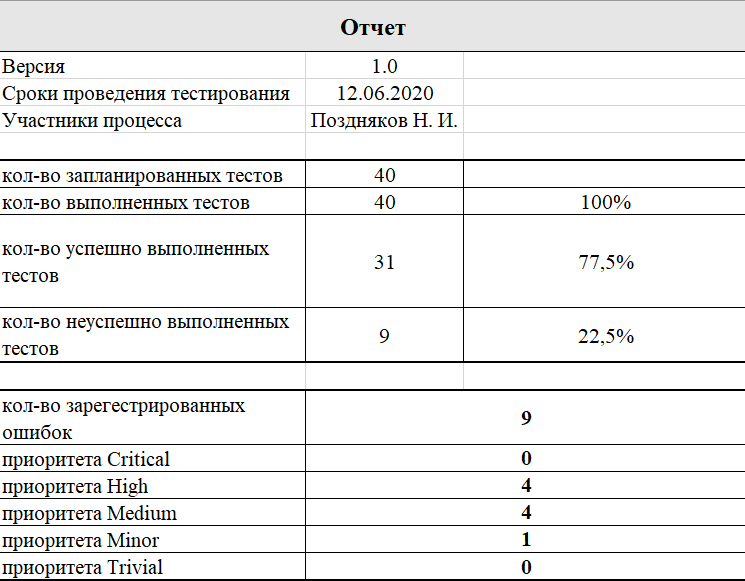 Отчет
Версия 1.0
Сроки проведения тестирования 12.06.2020
Участники процесса Поздняков Н. И.
кол-во запланированных тестов 40
кол-во выполненных тестов 40 100%
кол-во успешно выполненных
тестов 31 77,5%
кол-во неуспешно выполненных
тестов 9 22,5%
кол-во зарегестрированных
ошибок 9
приоритета Critical 0
приоритета High 4
приоритета Medium 4
приоритета Minor 1
приоритета Trivial 0